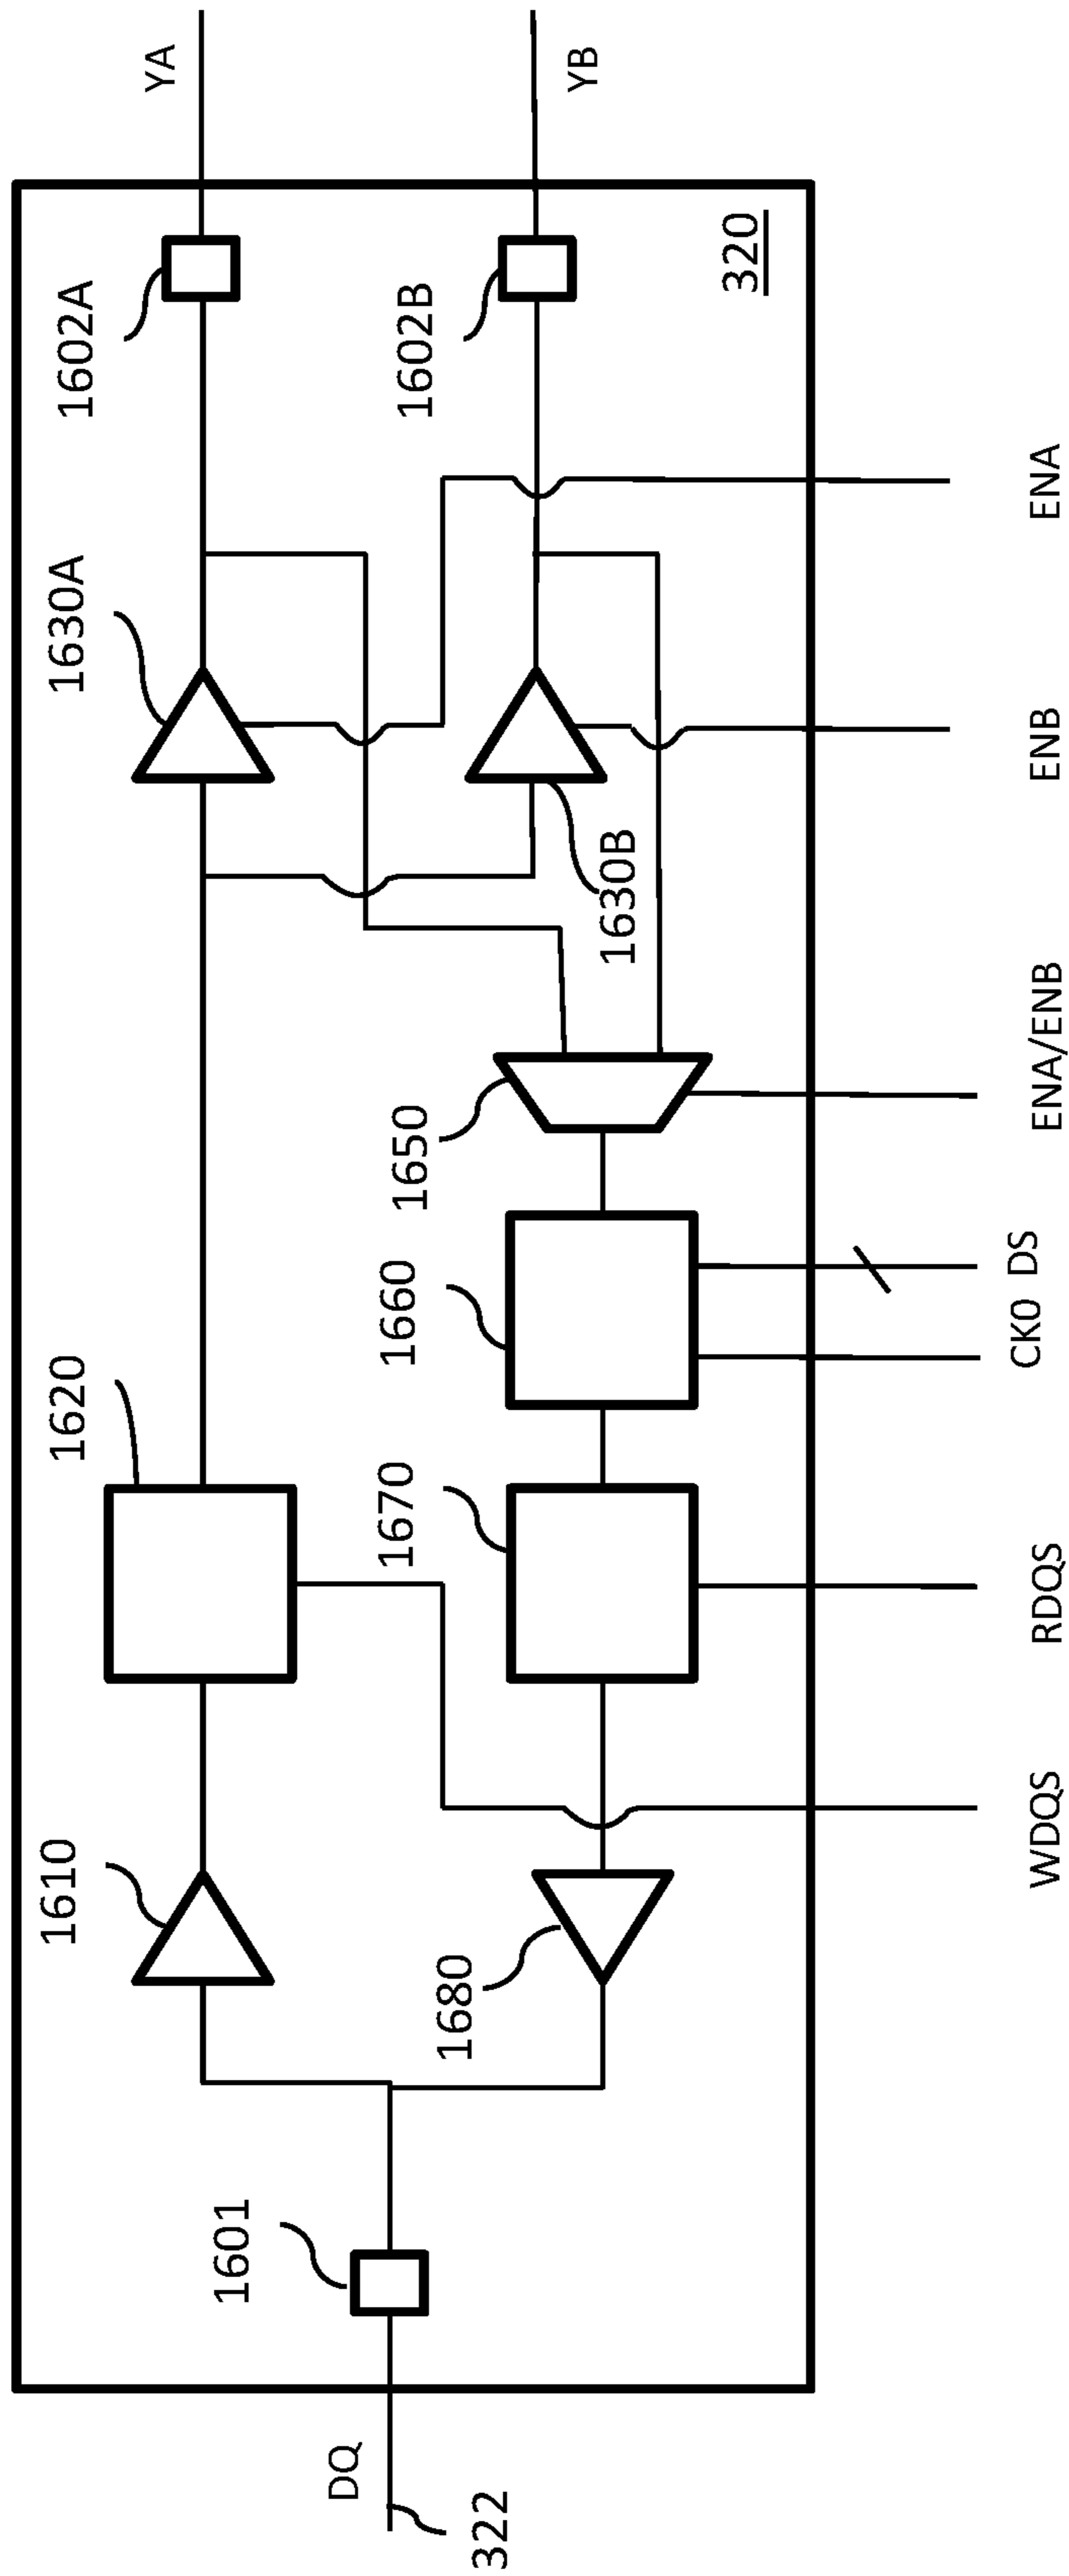 YA
YB
1602A
1602B
320
ENA
1630A
ENB
1630B
ENA/ENB
1650
1660
DS
CK0
1620
1670
RDQS
WDQS
1610
1680
1601
DQ
322